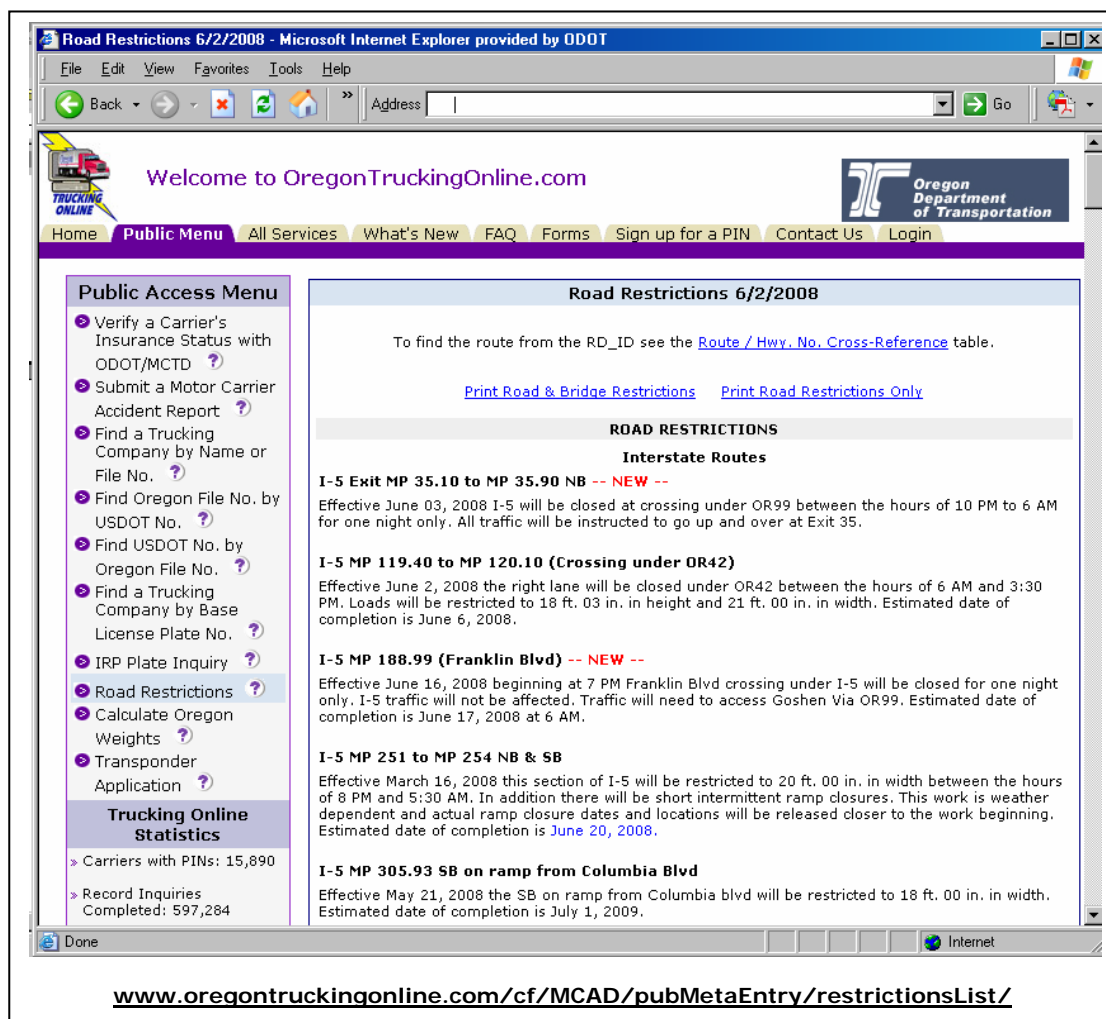 Road Restrictions 6/2/2008 - Microsoft Internet Explorer provided by ODOT
File Edit View Favorites Tools Help
Back » Address Go
TRUCKING
ONLINE
Welcome to OregonTruckingOnline.com
Oregon
Department
of Transportation
Home Public Menu All Services What's New FAQ Forms Sign up for a PIN Contact Us Login
Public Access Menu
Verify a Carrier's
Insurance Status with
ODOT/MCTD ?
Submit a Motor Carrier
Accident Report ?
Find a Trucking
Company by Name or
File No. ?
Find Oregon File No. by
USDOT No. ?
Find USDOT No. by
Oregon File No. ?
Find a Trucking
Company by Base
License Plate No. ?
IRP Plate Inquiry ?
Road Restrictions ?
Calculate Oregon
Weights ?
Transponder
Application ?
Trucking Online
Statistics
» Carriers with PINs: 15,890
» Record Inquiries
Completed: 597,284
Road Restrictions 6/2/2008
To find the route from the RD_ID see the Route / Hwy. No. Cross-Reference table.
Print Road & Bridge Restrictions Print Road Restrictions Only
ROAD RESTRICTIONS
Interstate Routes
I-5 Exit MP 35.10 to MP 35.90 NB -- NEW --
Effective June 03, 2008 I-5 will be closed at crossing under OR99 between the hours of 10 PM to 6 AM
for one night only. All traffic will be instructed to go up and over at Exit 35.
I-5 MP 119.40 to MP 120.10 (Crossing under OR42)
Effective June 2, 2008 the right lane will be closed under OR42 between the hours of 6 AM and 3:30
PM. Loads will be restricted to 18 ft. 03 in. in height and 21 ft. 00 in. in width. Estimated date of
completion is June 6, 2008.
I-5 MP 188.99 (Franklin Blvd) -- NEW --
Effective June 16, 2008 beginning at 7 PM Franklin Blvd crossing under I-5 will be closed for one night
only. I-5 traffic will not be affected. Traffic will need to access Goshen Via OR99. Estimated date of
completion is June 17, 2008 at 6 AM.
I-5 MP 251 to MP 254 NB & SB
Effective March 16, 2008 this section of I-5 will be restricted to 20 ft. 00 in. in width between the hours
of 8 PM and 5:30 AM. In addition there will be short intermittent ramp closures. This work is weather
dependent and actual ramp closure dates and locations will be released closer to the work beginning.
Estimated date of completion is June 20, 2008.
I-5 MP 305.93 SB on ramp from Columbia Blvd
Effective May 21, 2008 the SB on ramp from Columbia blvd will be restricted to 18 ft. 00 in. in width.
Estimated date of completion is July 1, 2009.
Done Internet
www.oregontruckingonline.com/cf/MCAD/pubMetaEntry/restrictionsList/